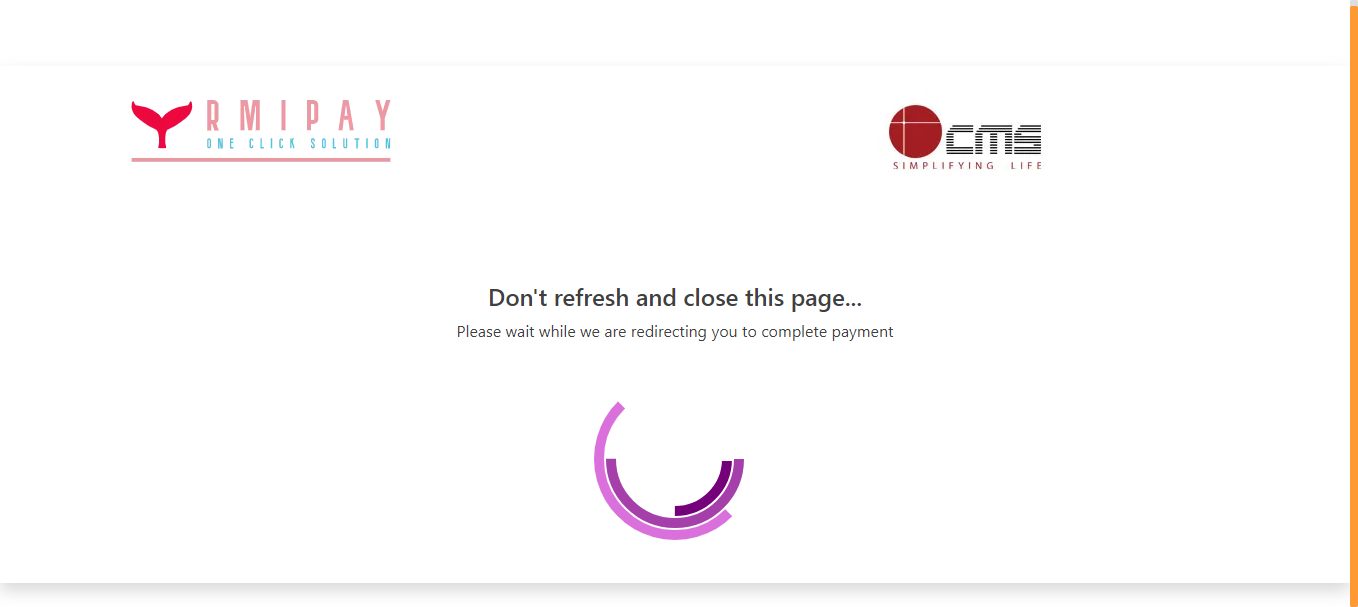 RMIPAY
ONE CLICK SOLUTION
CMS
SIMPLIFYING LIFE
Don't refresh and close this page...
Please wait while we are redirecting you to complete payment